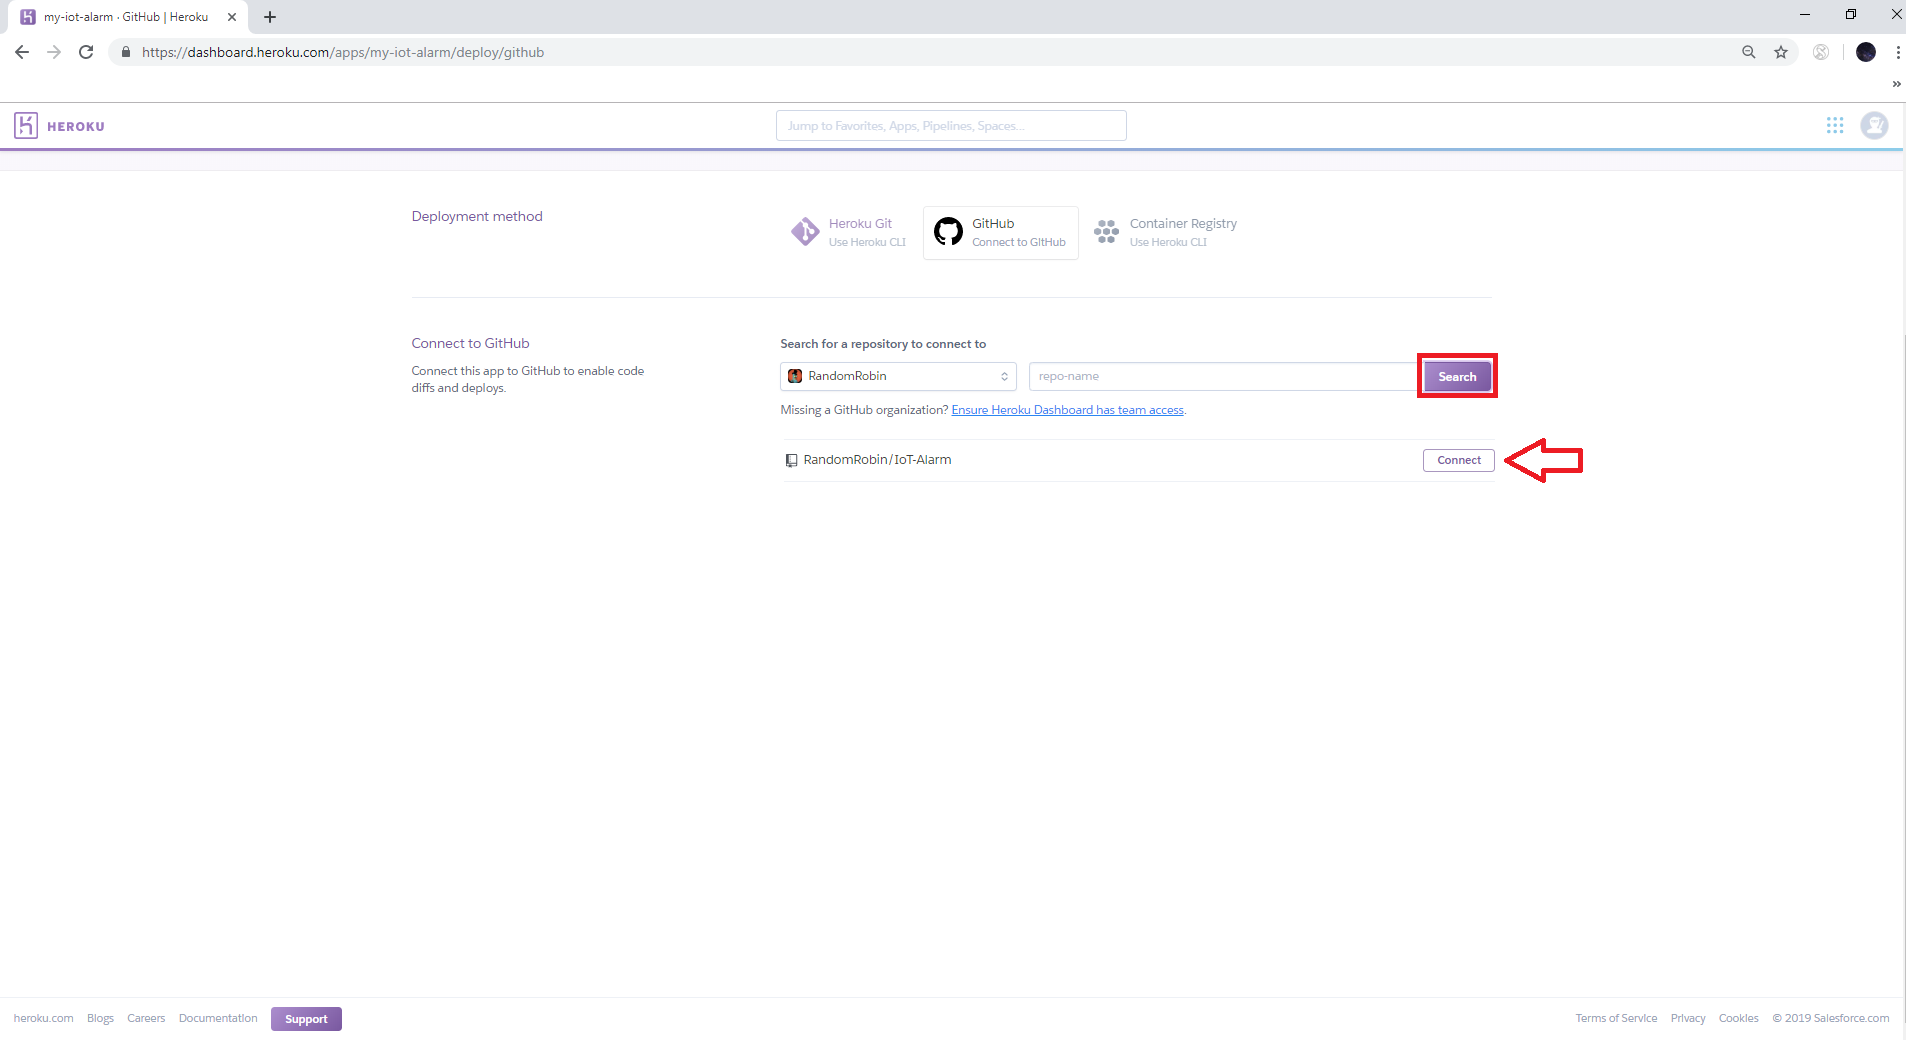 my-iot-alarm · GitHub | Heroku
https://dashboard.heroku.com/apps/my-iot-alarm/deploy/github
HEROKU
Jump to Favorites, Apps, Pipelines, Spaces...
Deployment method
Heroku Git
Use Heroku CLI
GitHub
Connect to GitHub
Container Registry
Use Heroku CLI
Connect to GitHub
Connect this app to GitHub to enable code
diffs and deploys.
Search for a repository to connect to
RandomRobin
repo-name
Search
Missing a GitHub organization? Ensure Heroku Dashboard has team access.
RandomRobin/IoT-Alarm
Connect
heroku.com Blogs Careers Documentation Support
Terms of Service Privacy Cookies © 2019 Salesforce.com